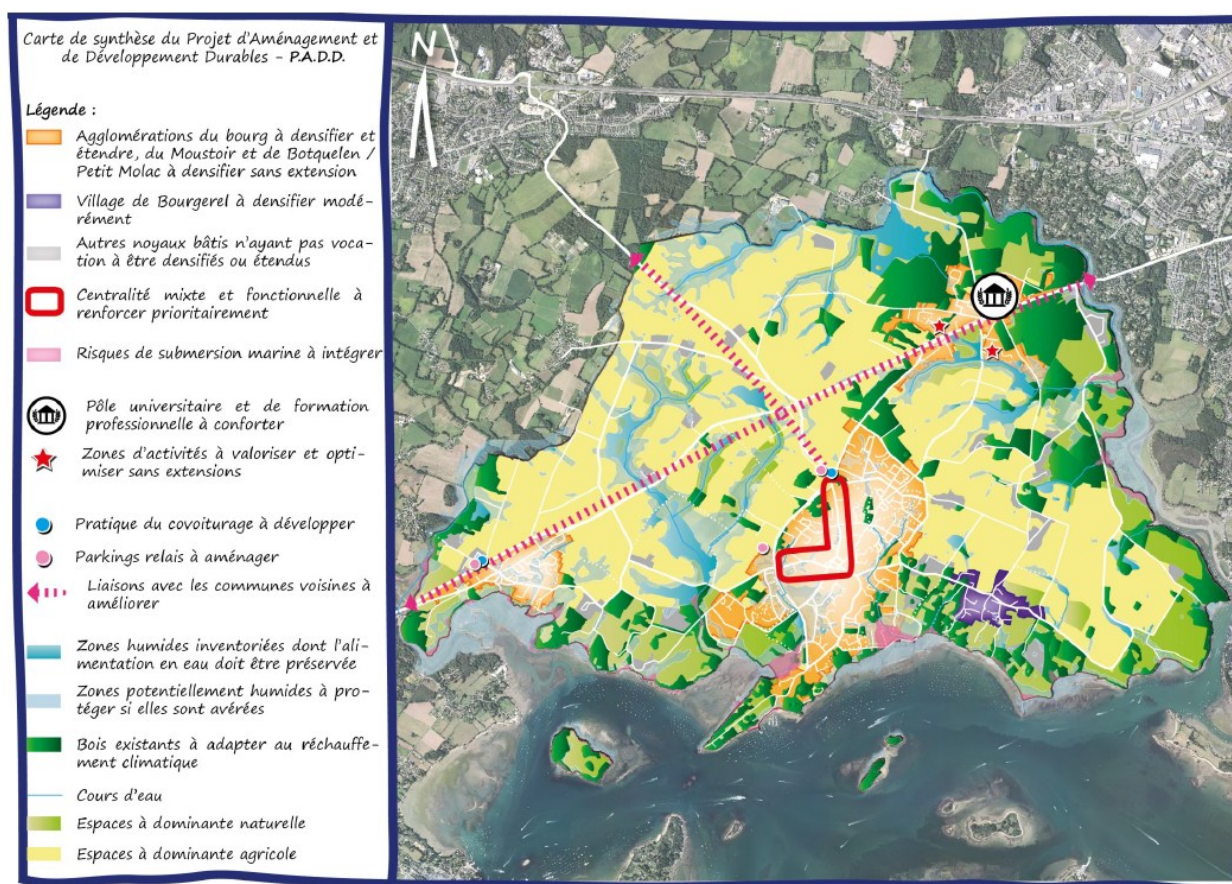 Carte de synthèse du Projet d'Aménagement et
de Développement Durables - P.A.D.D.
Légende :
Agglomérations du bourg à densifier et
étendre, du Moustoir et de Botquelen /
Petit Molac à densifier sans extension
Village de Bourgerel à densifier modé-
rément
Autres noyaux bâtis n'ayant pas voca-
tion à être densifiés ou étendus
Centralité mixte et fonctionnelle à
renforcer prioritairement
Risques de submersion marine à intégrer
Pôle universitaire et de formation
professionnelle à conforter
Zones d'activités à valoriser et opti-
miser sans extensions
Pratique du covoiturage à développer
Parkings relais à aménager
Liaisons avec les communes voisines à
améliorer
Zones humides inventoriées dont l'ali-
mentation en eau doit être préservée
Zones potentiellement humides à pro-
téger si elles sont avérées
Bois existants à adapter au réchauffe-
ment climatique
Cours d'eau
Espaces à dominante naturelle
Espaces à dominante agricole
N